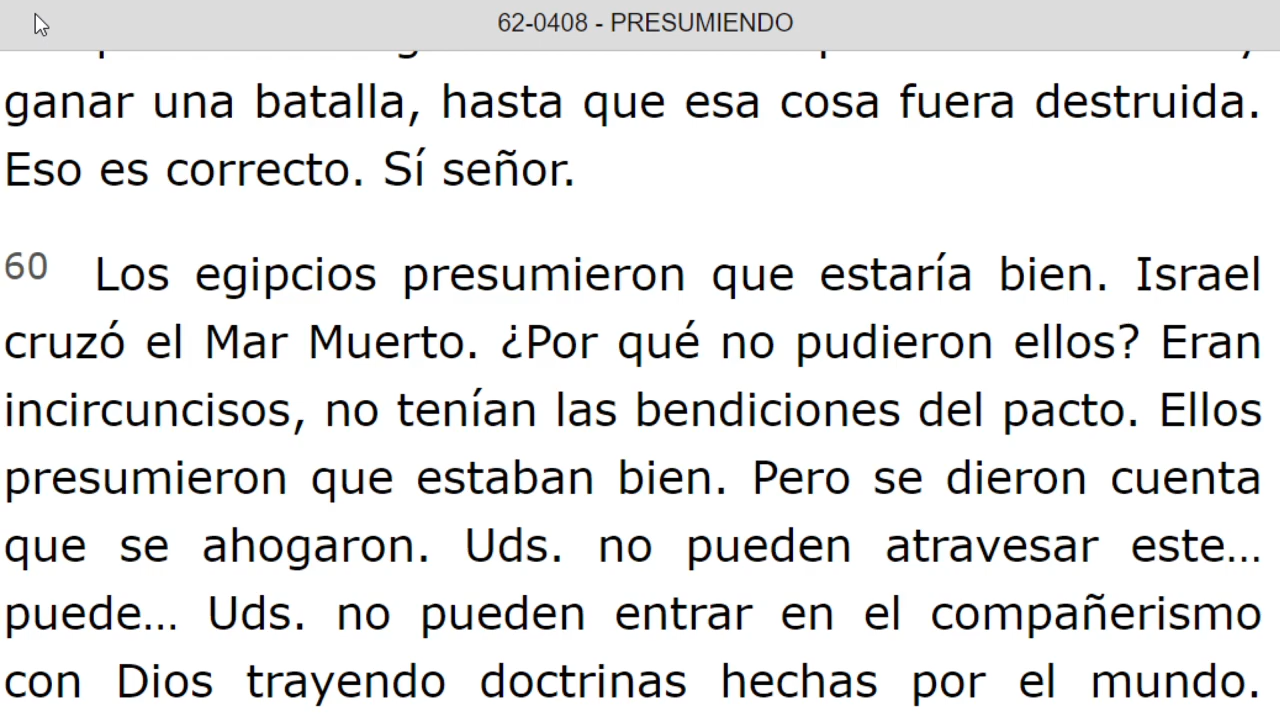 62-0408 - PRESUMIENDO
ganar una batalla, hasta que esa cosa fuera destruida.
Eso es correcto. Sí señor.
60 Los egipcios presumieron que estaría bien. Israel
cruzó el Mar Muerto. ¿Por qué no pudieron ellos? Eran
incircuncisos, no tenían las bendiciones del pacto. Ellos
presumieron que estaban bien. Pero se dieron cuenta
que se ahogaron. Uds. no pueden atravesar este…
puede… Uds. no pueden entrar en el compañerismo
con Dios trayendo doctrinas hechas por el mundo.